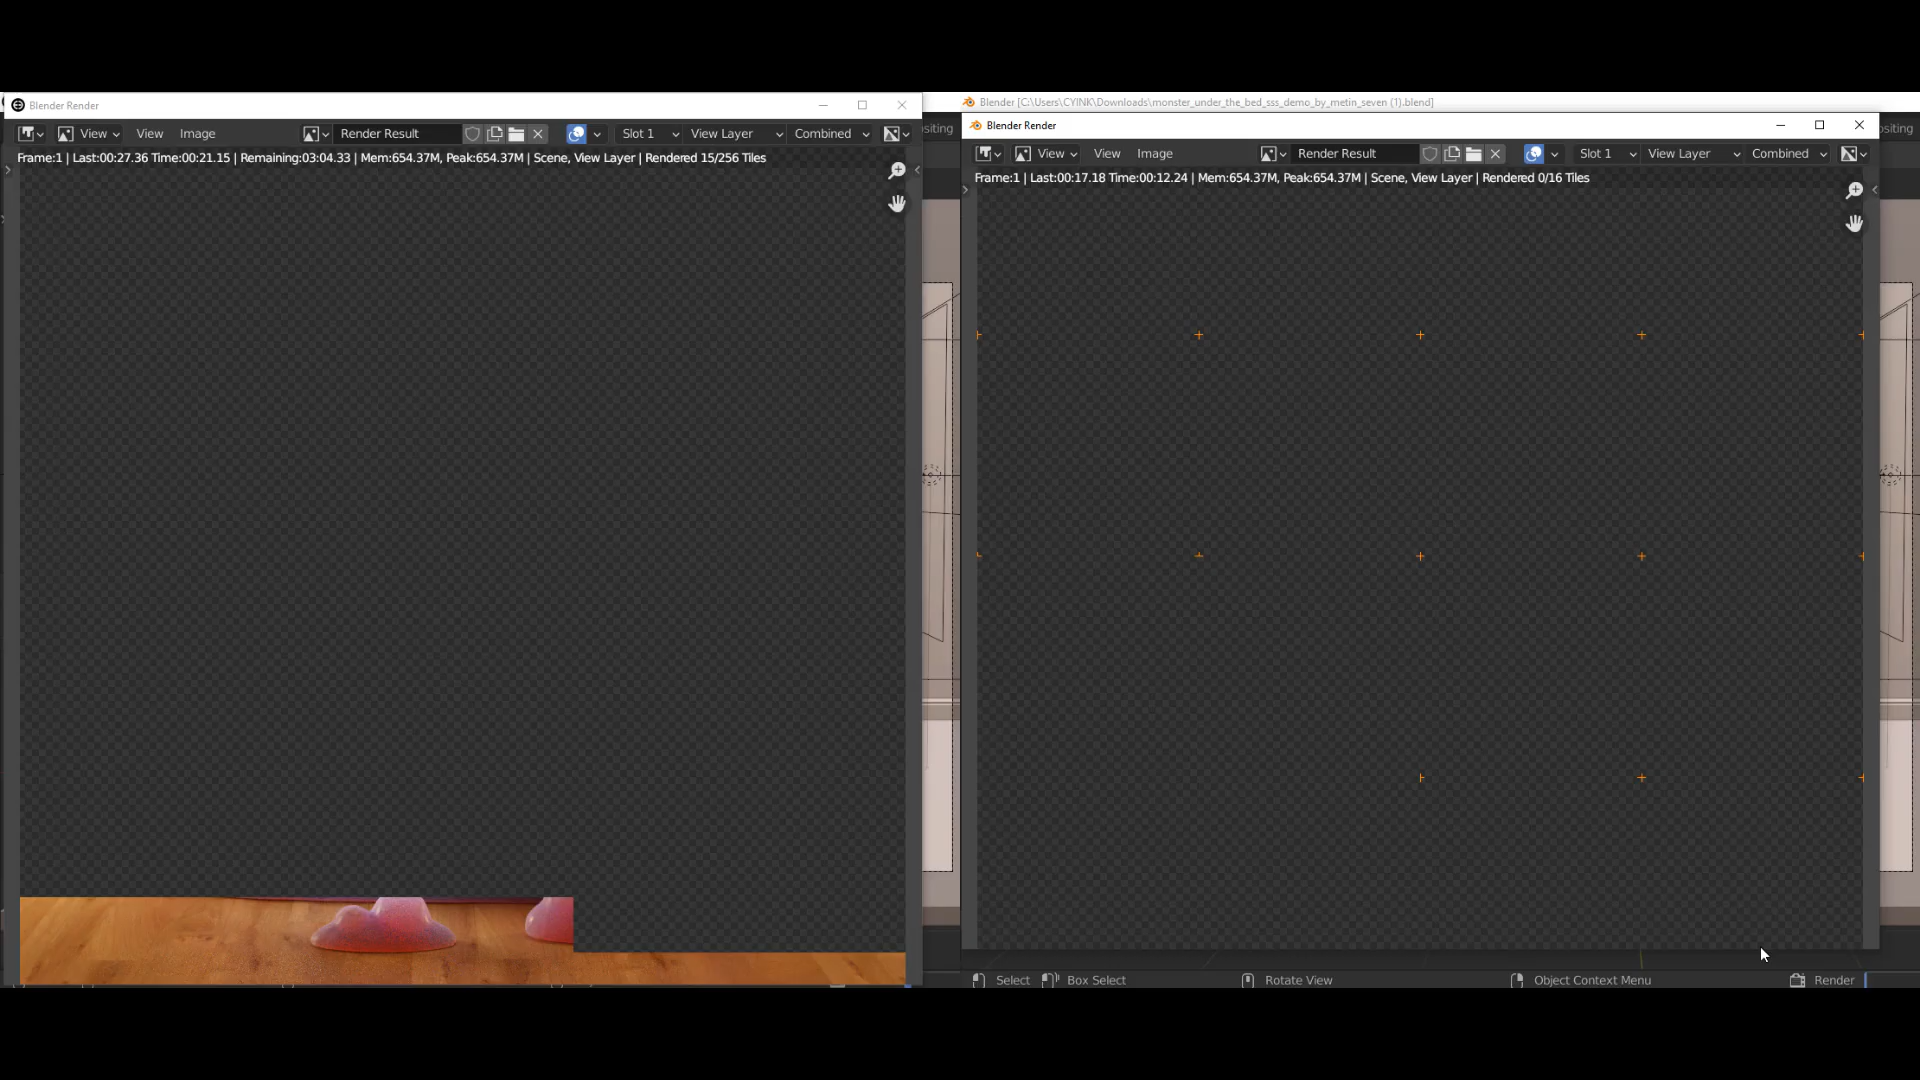 Blender Render
View
View
Image
Render Result
Slot 1
View Layer
Combined
Frame:1 | Last:00:27.36 Time:00:21.15 | Remaining:03:04.33 | Mem:654.37M, Peak:654.37M | Scene, View Layer | Rendered 15/256 Tiles
Blender [C:\Users\CYINK\Downloads\monster_under_the_bed_sss_demo_by_metin_seven (1).blend]
siting
Blender Render
ositing
View
View
Image
Render Result
Slot 1
View Layer
Combined
Frame:1 | Last:00:17.18 Time:00:12.24 | Mem:654.37M, Peak:654.37M | Scene, View Layer | Rendered 0/16 Tiles
Select
Box Select
Rotate View
Object Context Menu
Render